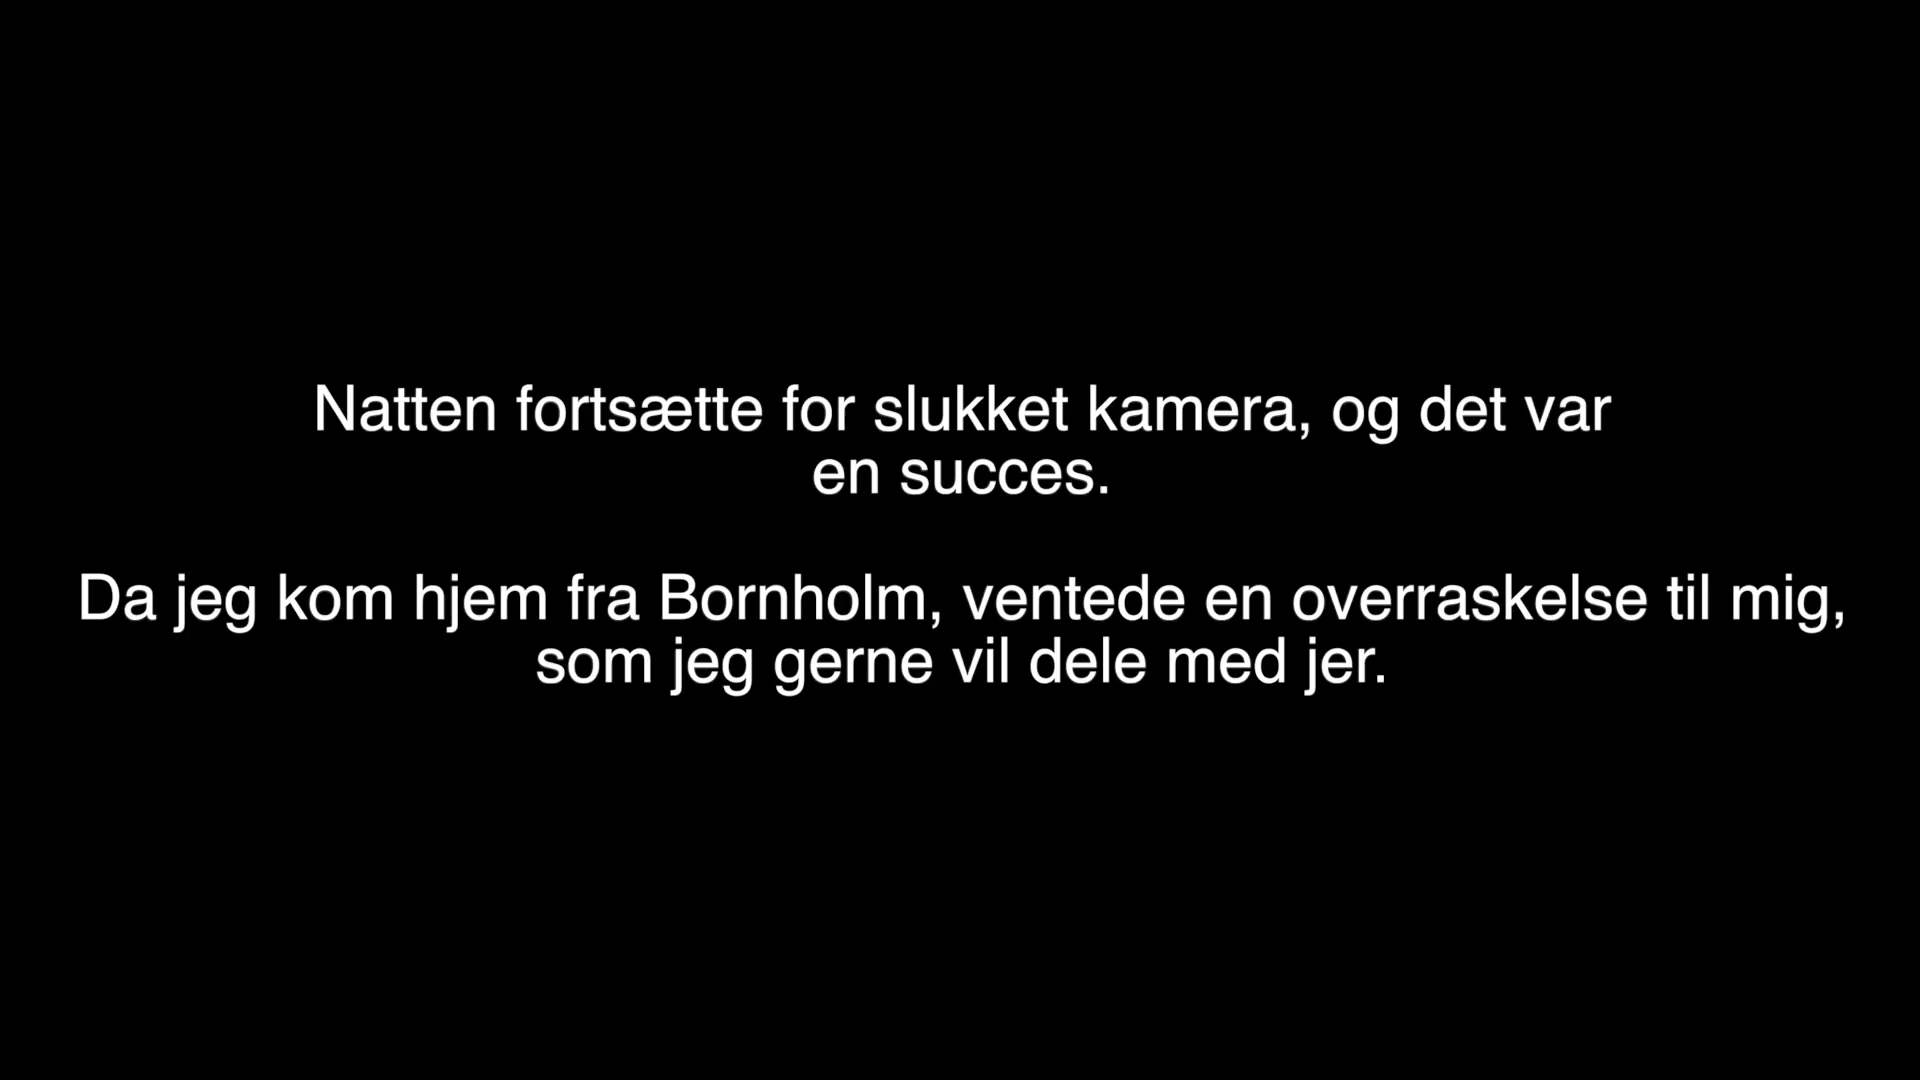 Natten fortsætte for slukket kamera, og det var
en succes.
Da jeg kom hjem fra Bornholm, ventede en overraskelse til mig,
som jeg gerne vil dele med jer.